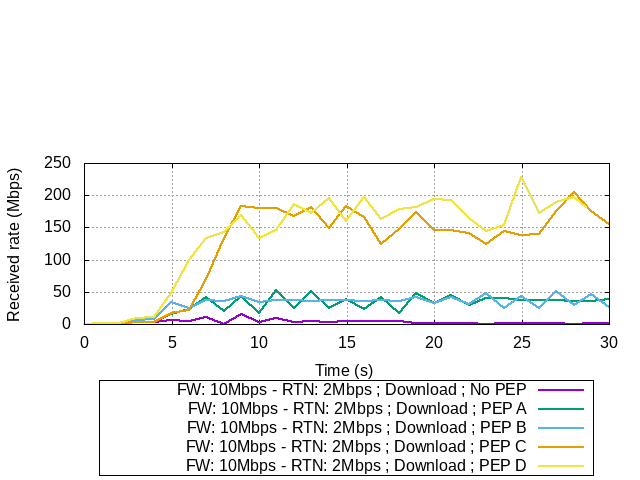 Received rate (Mbps)
250
200
150
100
50
0
0 5 10 15 20 25 30
Time (s)
FW: 10Mbps - RTN: 2Mbps ; Download ; No PEP
FW: 10Mbps - RTN: 2Mbps ; Download ; PEP A
FW: 10Mbps - RTN: 2Mbps ; Download ; PEP B
FW: 10Mbps - RTN: 2Mbps ; Download ; PEP C
FW: 10Mbps - RTN: 2Mbps ; Download ; PEP D